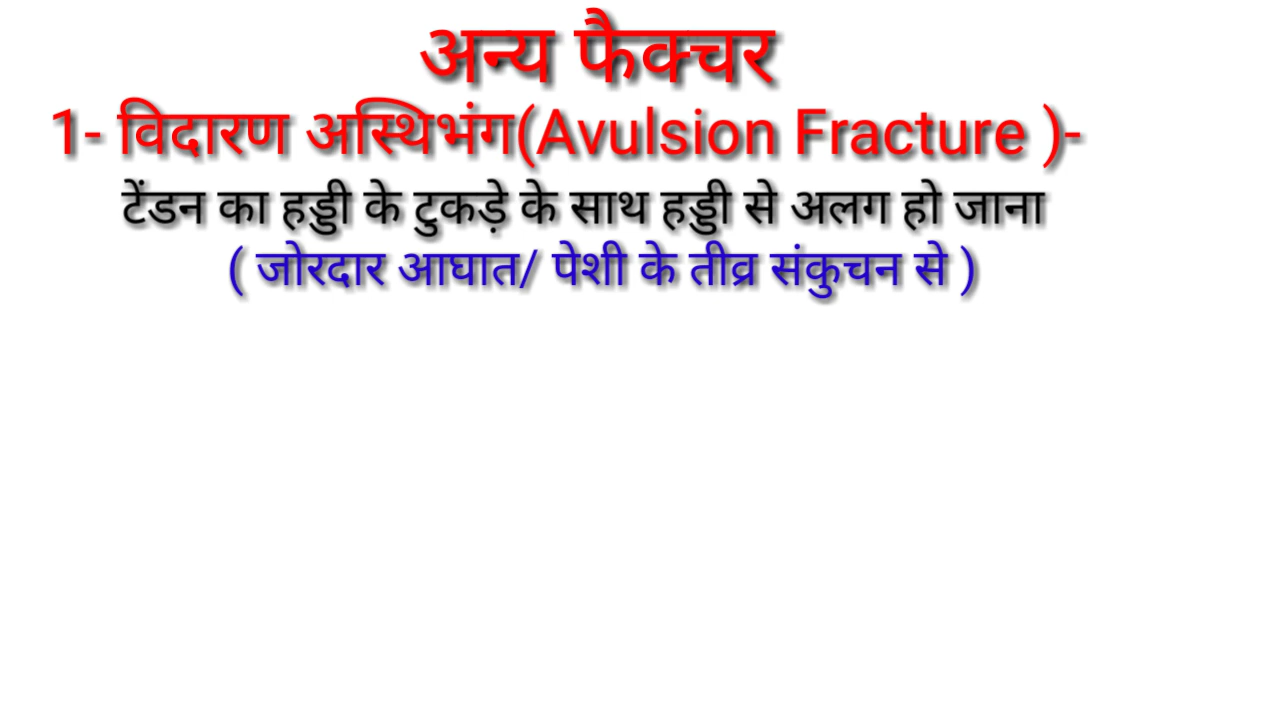 अन्य फैक्चर
1- विदारण अस्थिभंग(Avulsion Fracture )-
टेंडन का हड्डी के टुकड़े के साथ हड्डी से अलग हो जाना
( जोरदार आघात/ पेशी के तीव्र संकुचन से )